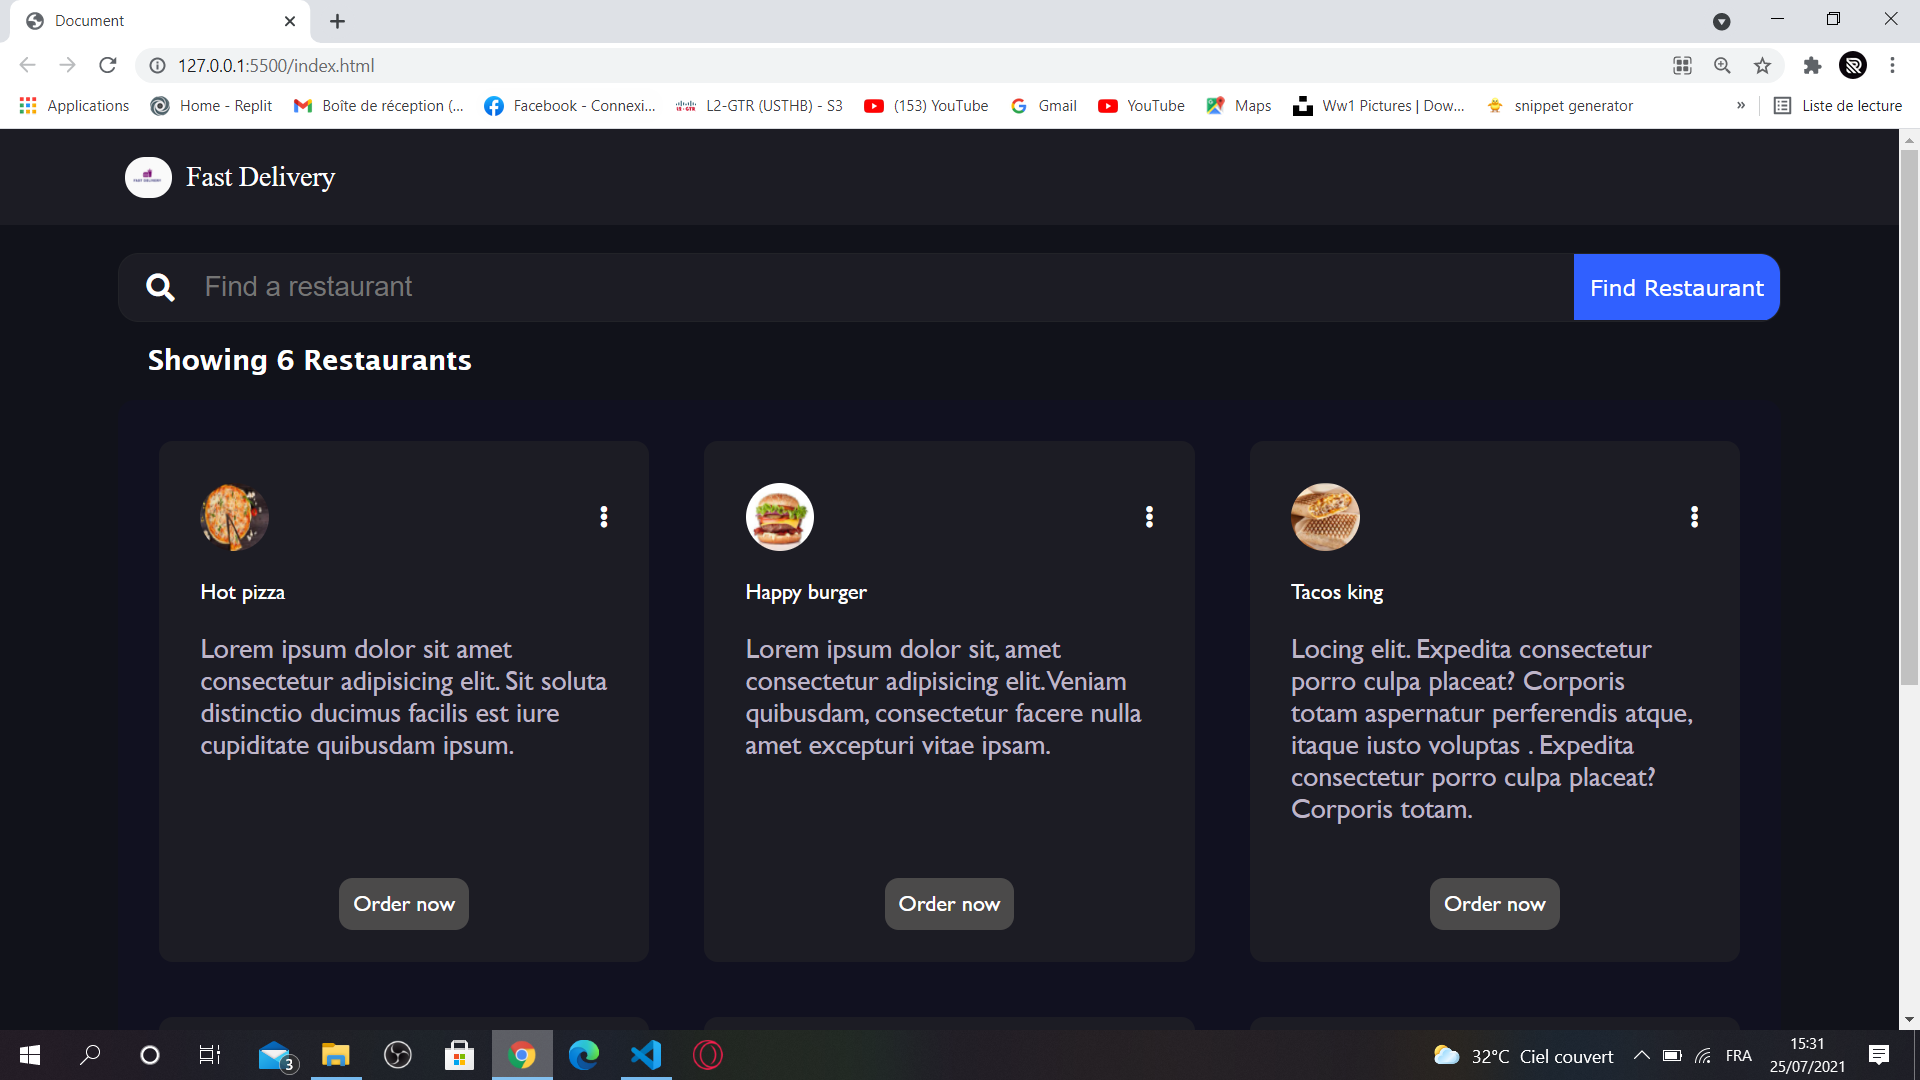 Document
127.0.0.1:5500/index.html
Applications
Home - Replit
Boîte de réception (...
Facebook - Connexi...
L2-GTR (USTHB) - S3
(153) YouTube
Gmail
YouTube
Maps
Ww1 Pictures | Dow...
snippet generator
»
Liste de lecture
FAST DELIVERY
Fast Delivery
Find a restaurant
Find Restaurant
Showing 6 Restaurants
Hot pizza
Lorem ipsum dolor sit amet
consectetur adipisicing elit. Sit soluta
distinctio ducimus facilis est iure
cupiditate quibusdam ipsum.
Order now
Happy burger
Lorem ipsum dolor sit, amet
consectetur adipisicing elit. Veniam
quibusdam, consectetur facere nulla
amet excepturi vitae ipsam.
Order now
Tacos king
Locing elit. Expedita consectetur
porro culpa placeat? Corporis
totam aspernatur perferendis atque,
itaque iusto voluptas . Expedita
consectetur porro culpa placeat?
Corporis totam.
Order now
3
32°C Ciel couvert
FRA
15:31
25/07/2021